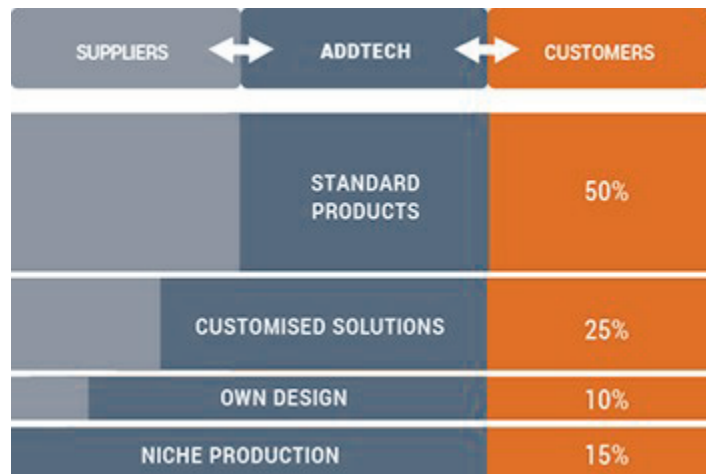 SUPPLIERS ADDTECH CUSTOMERS
STANDARD
PRODUCTS
50%
CUSTOMISED SOLUTIONS 25%
OWN DESIGN 10%
NICHE PRODUCTION 15%